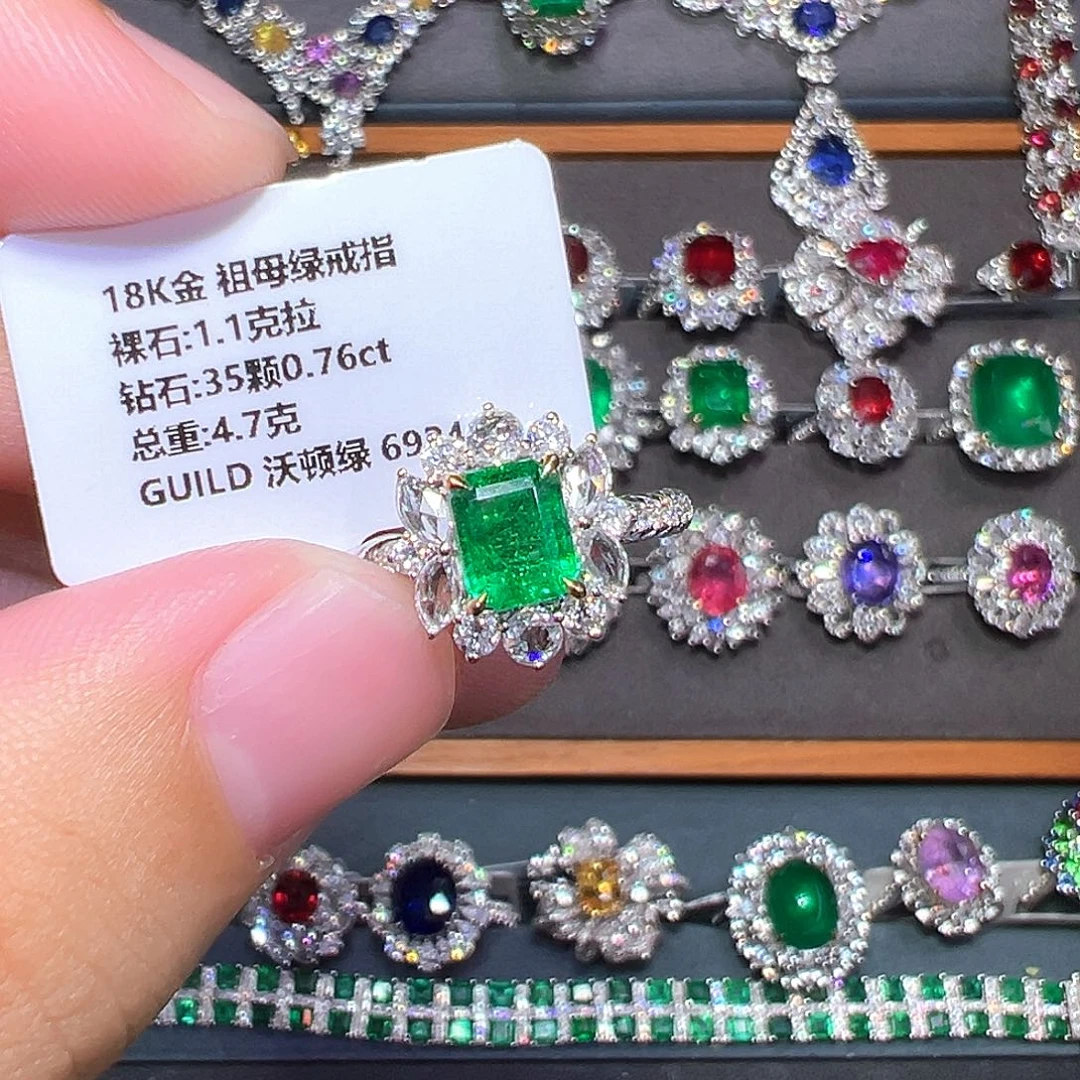 18K金 祖母绿戒指
裸石:1.1克拉
钻石:35颗0.76ct
总重:4.7克
GUILD 沃顿绿